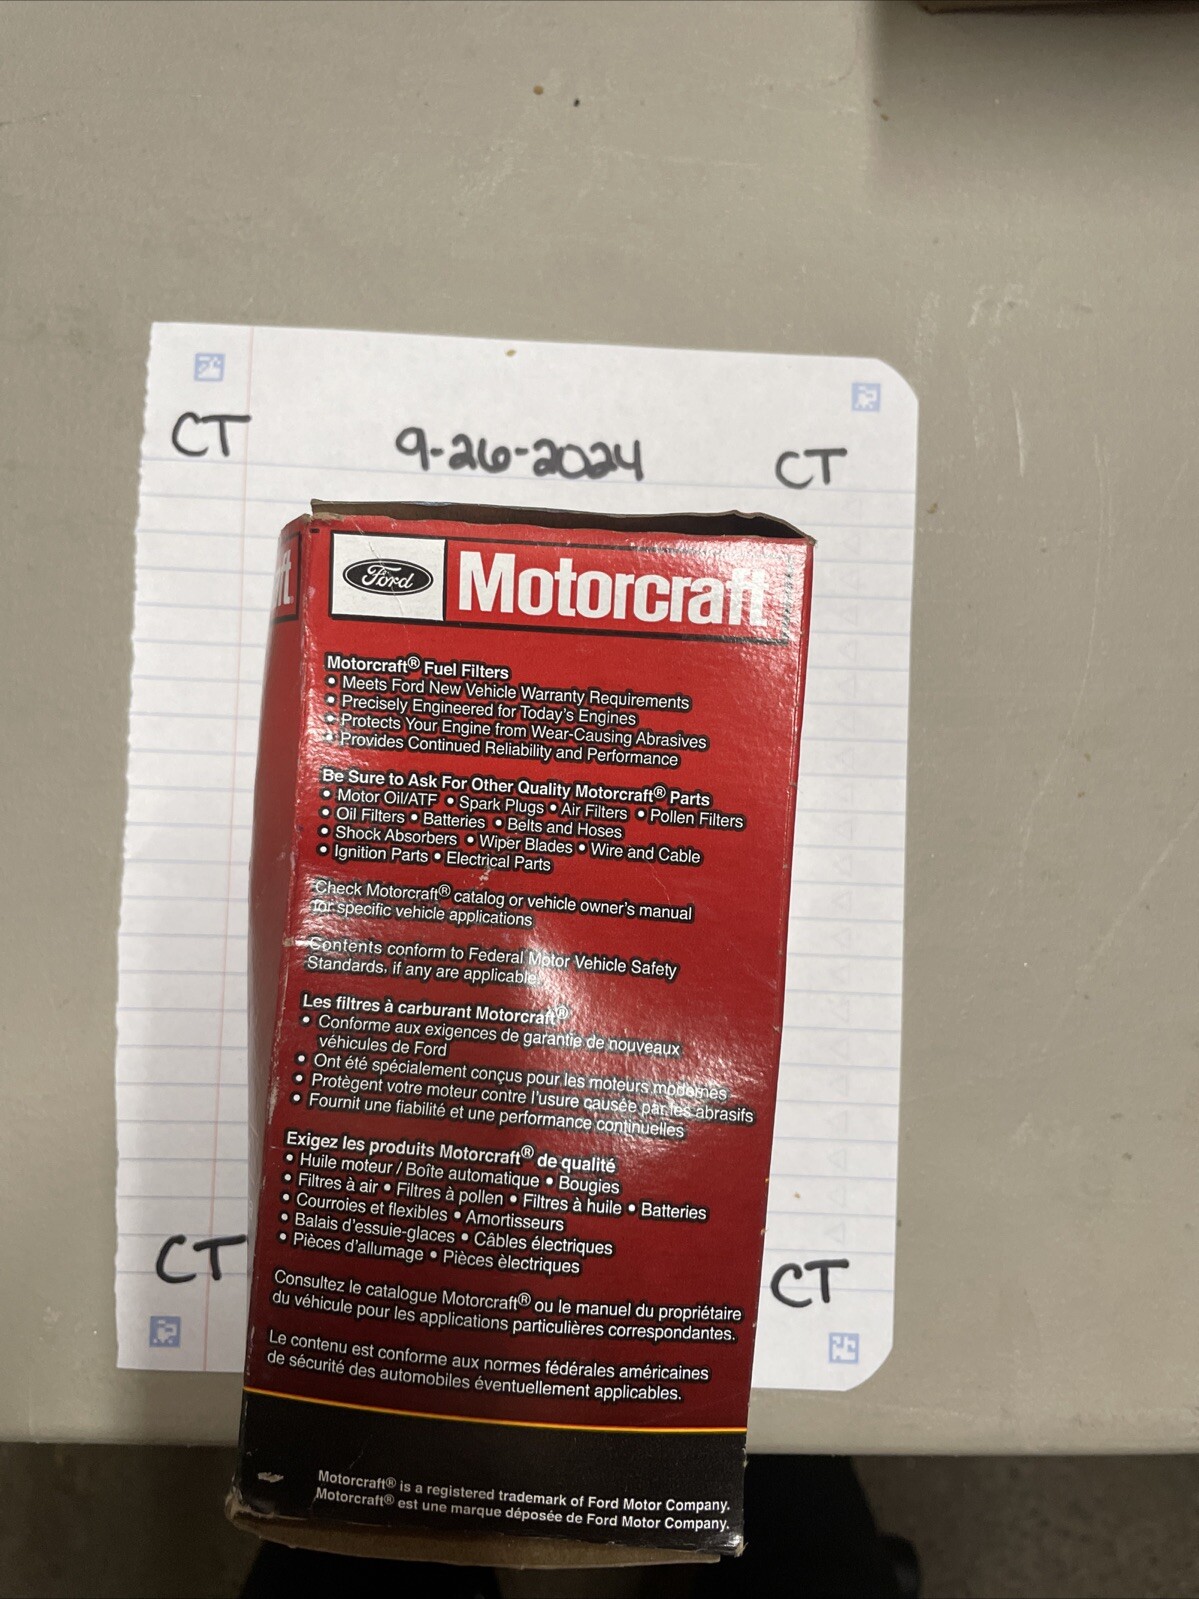 CT 9-26-2024 CT
ft
Ford Motorcraft
Motorcraft® Fuel Filters
• Meets Ford New Vehicle Warranty Requirements
• Precisely Engineered for Today's Engines
• Protects Your Engine from Wear-Causing Abrasives
• Provides Continued Reliability and Performance
Be Sure to Ask For Other Quality Motorcraft® Parts
• Motor Oil/ATF • Spark Plugs • Air Filters • Pollen Filters
• Oil Filters • Batteries • Belts and Hoses
• Shock Absorbers • Wiper Blades • Wire and Cable
• Ignition Parts • Electrical Parts
Check Motorcraft® catalog or vehicle owner's manual
for specific vehicle applications
Contents conform to Federal Motor Vehicle Safety
Standards, if any are applicable.
Les filtres à carburant Motorcraft®
• Conforme aux exigences de garantie de nouveaux
véhicules de Ford
• Ont été spécialement conçus pour les moteurs modernes
• Protègent votre moteur contre l'usure causée par les abrasifs
• Fournit une fiabilité et une performance continuelles
Exigez les produits Motorcraft® de qualité
• Huile moteur / Boîte automatique • Bougies
• Filtres à air • Filtres à pollen • Filtres à huile • Batteries
• Courroies et flexibles • Amortisseurs
• Balais d'essuie-glaces • Câbles électriques
• Pièces d'allumage • Pièces èlectriques
CT CT
Consultez le catalogue Motorcraft® ou le manuel du propriétaire
du véhicule pour les applications particulières correspondantes.
Le contenu est conforme aux normes fédérales américaines
de sécurité des automobiles éventuellement applicables.
Motorcraft® is a registered trademark of Ford Motor Company.
Motorcraft® est une marque déposée de Ford Motor Company.